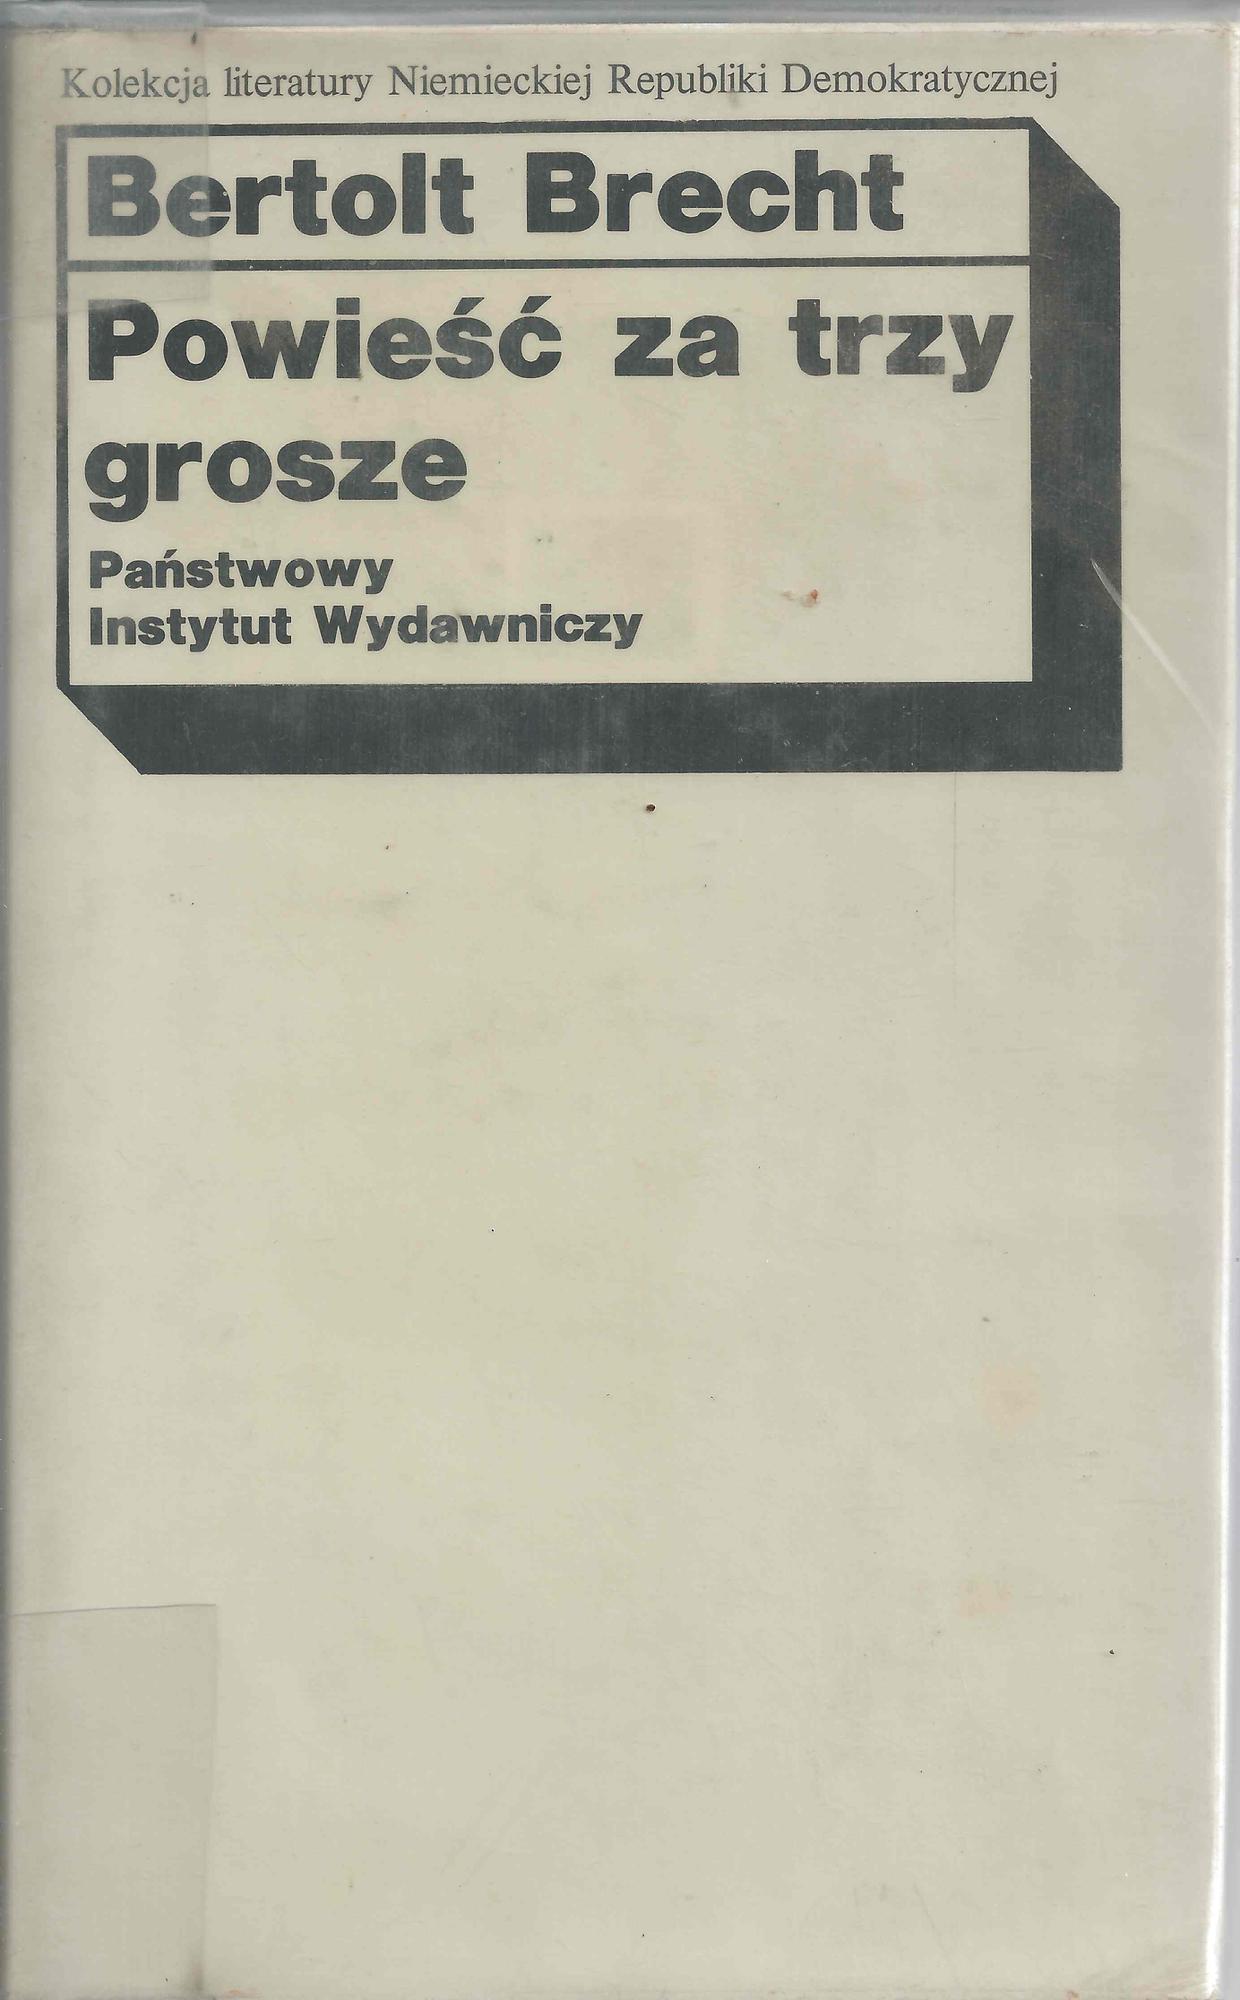 Kolekcja literatury Niemieckiej Republiki Demokratycznej
Bertolt Brecht
Powieść za trzy
grosze
Państwowy
Instytut Wydawniczy